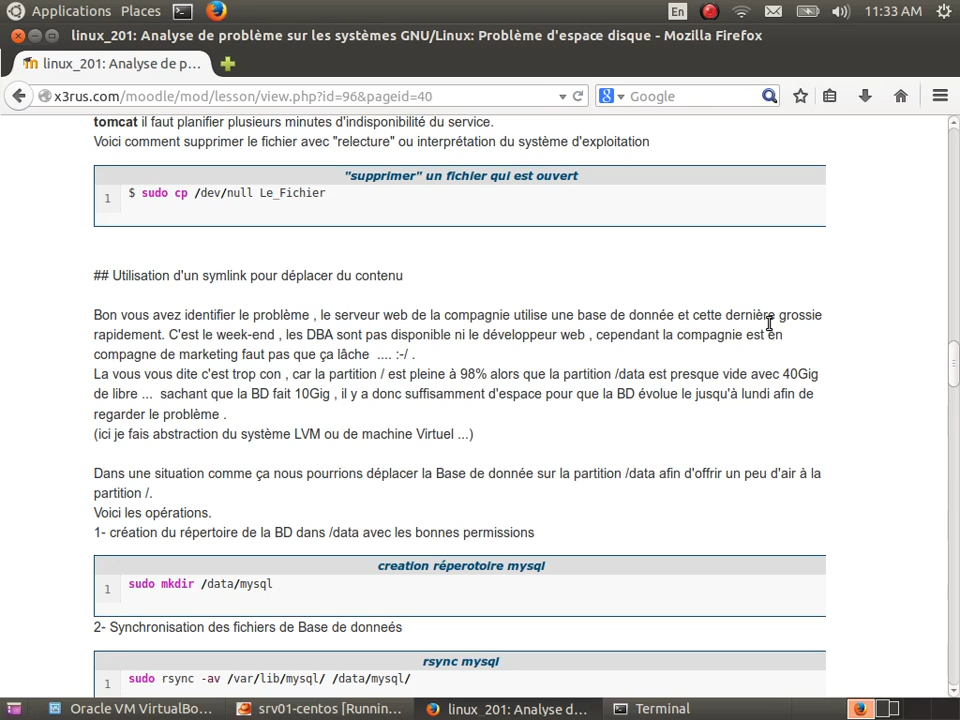 Applications Places En 11:33 AM
linux_201: Analyse de problème sur les systèmes GNU/Linux: Problème d'espace disque - Mozilla Firefox
linux_201: Analyse de p...
x3rus.com/moodle/mod/lesson/view.php?id=96&pageid=40 Google
tomcat il faut planifier plusieurs minutes d'indisponibilité du service.
Voici comment supprimer le fichier avec "relecture" ou interprétation du système d'exploitation
"supprimer" un fichier qui est ouvert
1 $ sudo cp /dev/null Le_Fichier
## Utilisation d'un symlink pour déplacer du contenu
Bon vous avez identifier le problème , le serveur web de la compagnie utilise une base de donnée et cette dernière grossie
rapidement. C'est le week-end , les DBA sont pas disponible ni le développeur web , cependant la compagnie est en
compagne de marketing faut pas que ça lâche .... :-/ .
La vous vous dite c'est trop con , car la partition / est pleine à 98% alors que la partition /data est presque vide avec 40Gig
de libre ... sachant que la BD fait 10Gig , il y a donc suffisamment d'espace pour que la BD évolue le jusqu'à lundi afin de
regarder le problème .
(ici je fais abstraction du système LVM ou de machine Virtuel ...)
Dans une situation comme ça nous pourrions déplacer la Base de donnée sur la partition /data afin d'offrir un peu d'air à la
partition /.
Voici les opérations.
1- création du répertoire de la BD dans /data avec les bonnes permissions
creation réperotoire mysql
1 sudo mkdir /data/mysql
2- Synchronisation des fichiers de Base de donneés
rsync mysql
1 sudo rsync -av /var/lib/mysql/ /data/mysql/
Oracle VM VirtualBo... srv01-centos [Runnin... linux_201: Analyse d... Terminal